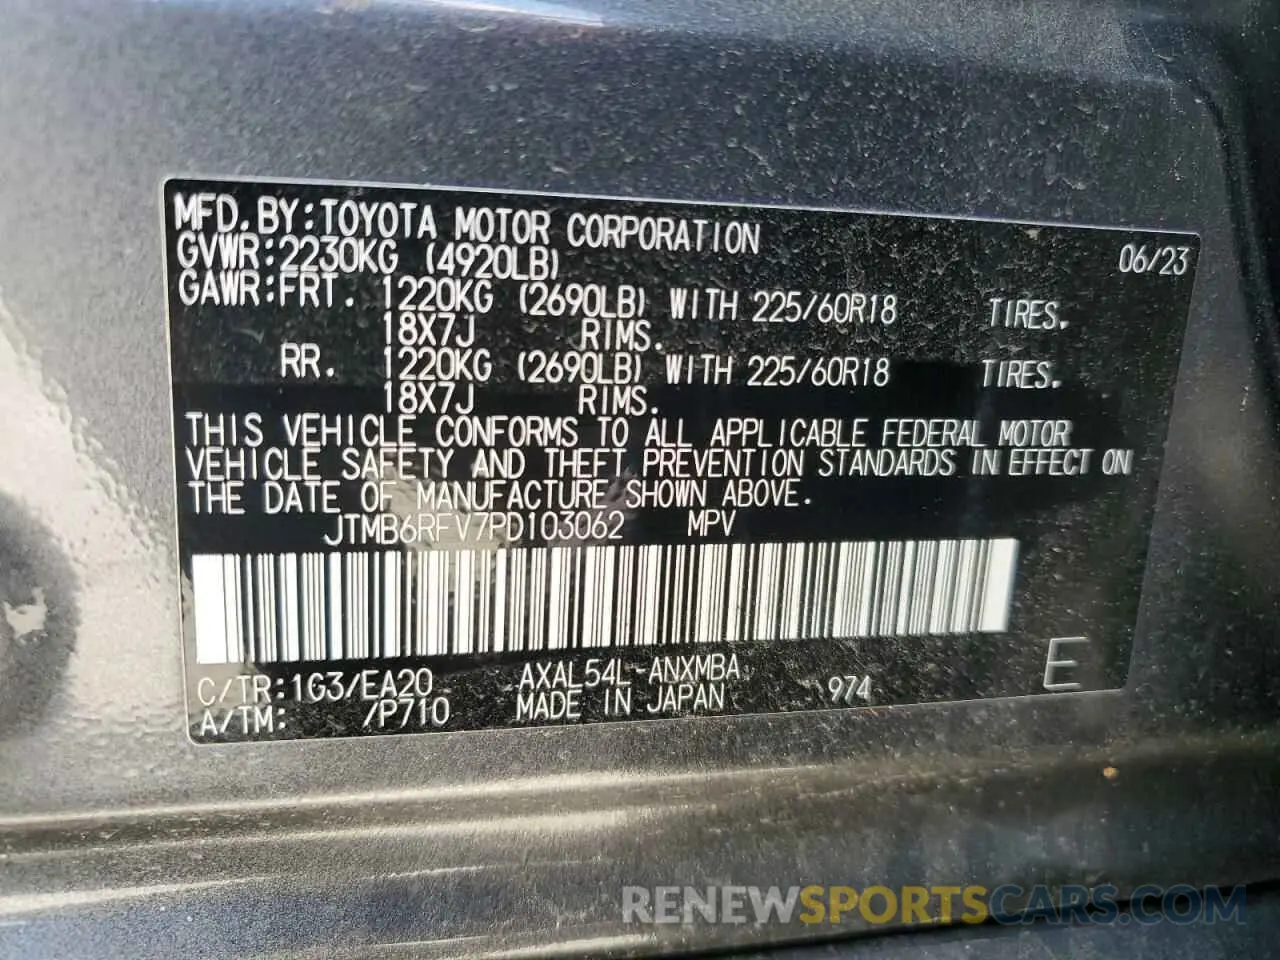 MFD.BY:TOYOTA MOTOR CORPORATION 06/23
GVWR:2230KG (4920LB)
GAWR:FRT. 1220KG (2690LB) WITH 225/60R18 TIRES.
18X7J RIMS.
RR. 1220KG (2690LB) WITH 225/60R18 TIRES.
18X7J RIMS.
THIS VEHICLE CONFORMS TO ALL APPLICABLE FEDERAL MOTOR
VEHICLE SAFETY AND THEFT PREVENTION STANDARDS IN EFFECT ON
THE DATE OF MANUFACTURE SHOWN ABOVE.
JTMB6RFV7PD103062 MPV
C/TR:1G3/EA20 AXAL54L-ANXMBA
A/TM: /P710 MADE IN JAPAN 974 E
RENEWSPORTSCARS.COM